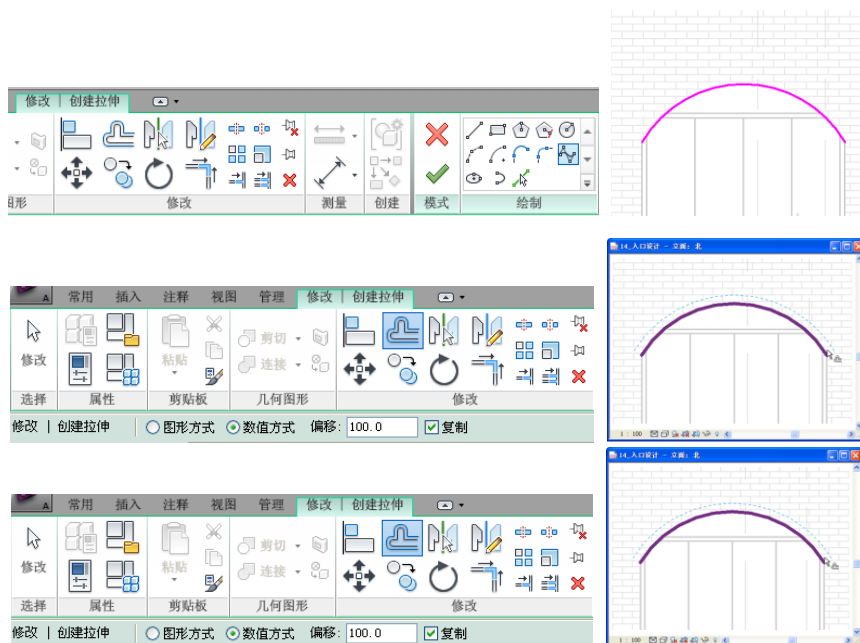 修改 | 创建拉伸
图形 修改 测量 创建 模式 绘制
14_入口设计 - 立面: 北
常用 插入 注释 视图 管理 修改 | 创建拉伸
修改 粘贴 剪切
连接
选择 属性 剪贴板 几何图形 修改
修改 | 创建拉伸 图形方式 数值方式 偏移: 100.0 复制
1 : 100
14_入口设计 - 立面: 北
常用 插入 注释 视图 管理 修改 | 创建拉伸
修改 粘贴 剪切
连接
选择 属性 剪贴板 几何图形 修改
修改 | 创建拉伸 图形方式 数值方式 偏移: 100.0 复制
1 : 100